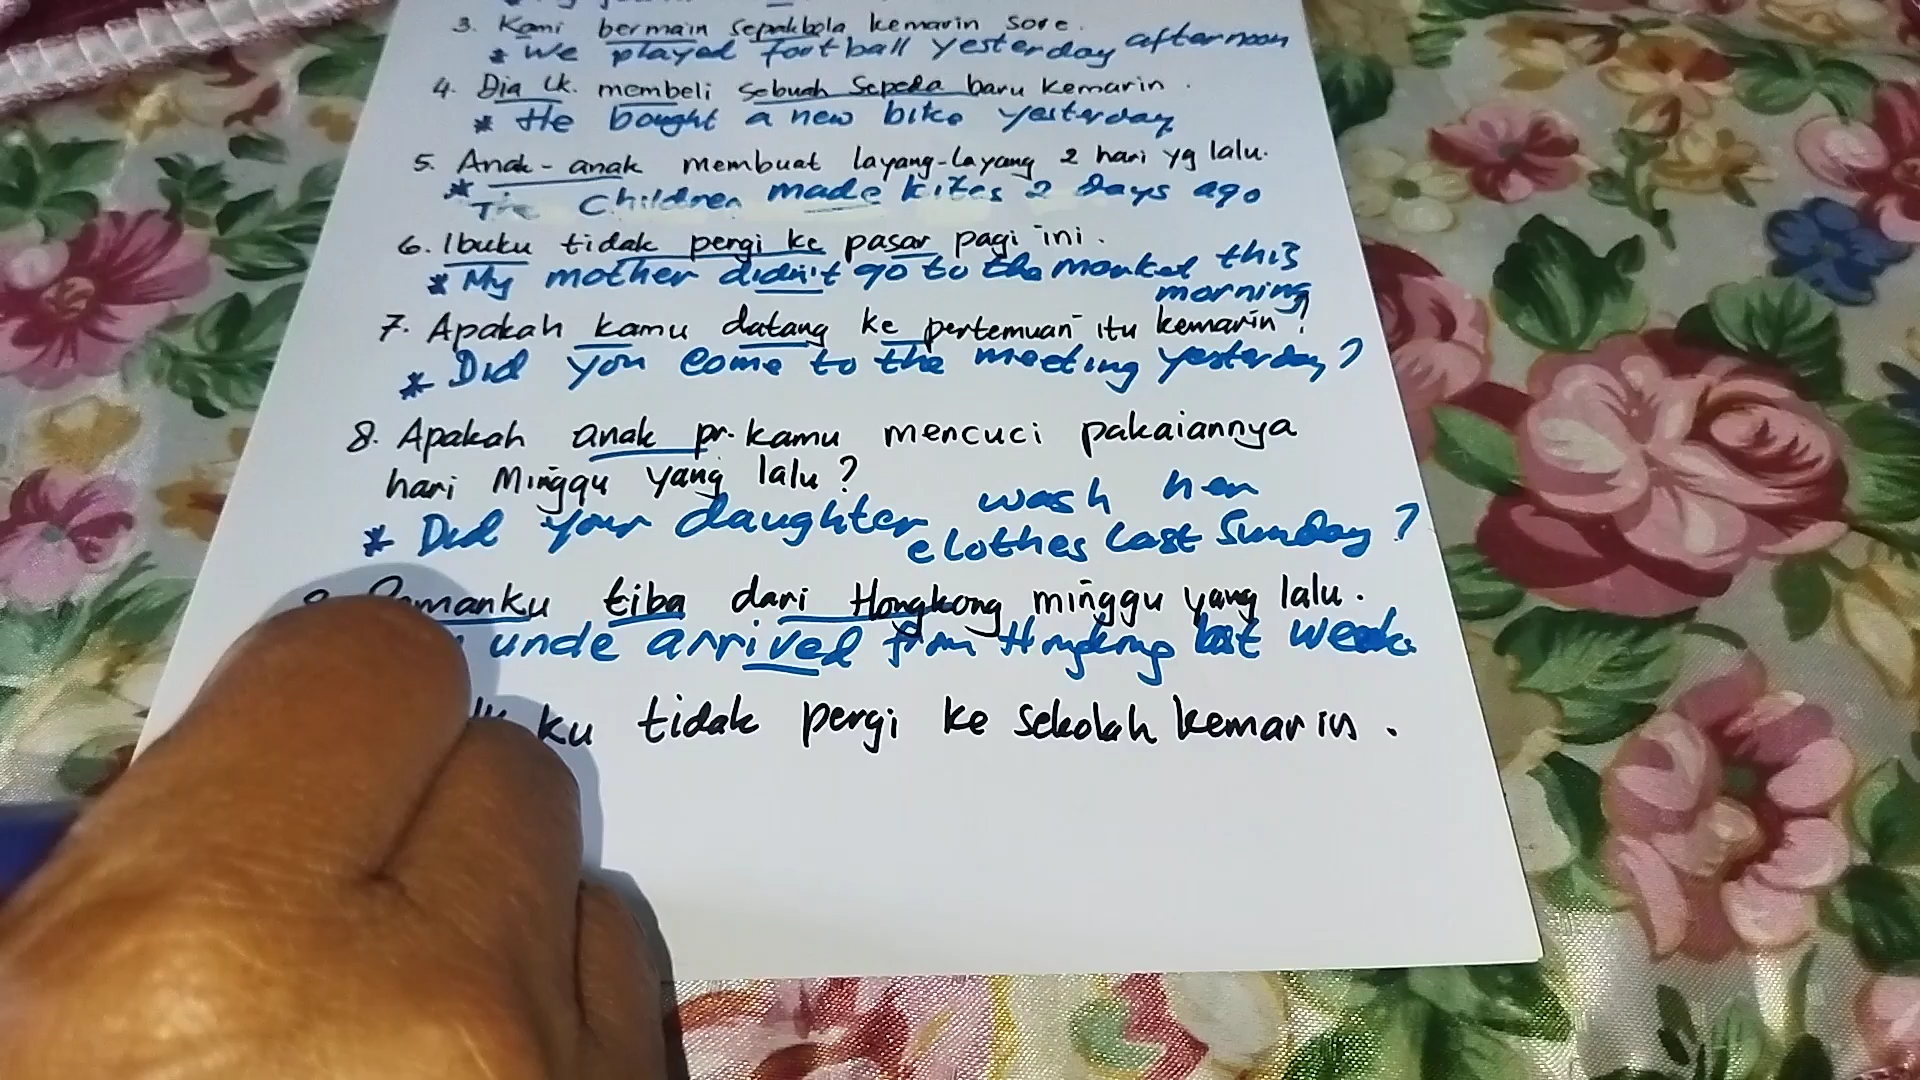 3. Kami bermain sepakbola kemarin sore.
* We played football yesterday afternoon
4. Dia lk. membeli sebuah sepeda baru kemarin.
* He bought a new bike yesterday
5. Anak-anak membuat layang-layang 2 hari yg lalu.
* The Children made kites 2 days ago
6. Ibuku tidak pergi ke pasar pagi ini.
* My mother didn't go to the market this
morning
7. Apakah kamu datang ke pertemuan itu kemarin?
* Did you come to the meeting yesterday?
8. Apakah anak pr. kamu mencuci pakaiannya
hari Minggu yang lalu?
* Did your daughter wash her
clothes last Sunday?
Pamanku tiba dari Hongkong minggu yang lalu.
uncle arrived from Hongkong last week.
ku tidak pergi ke sekolah kemarin.